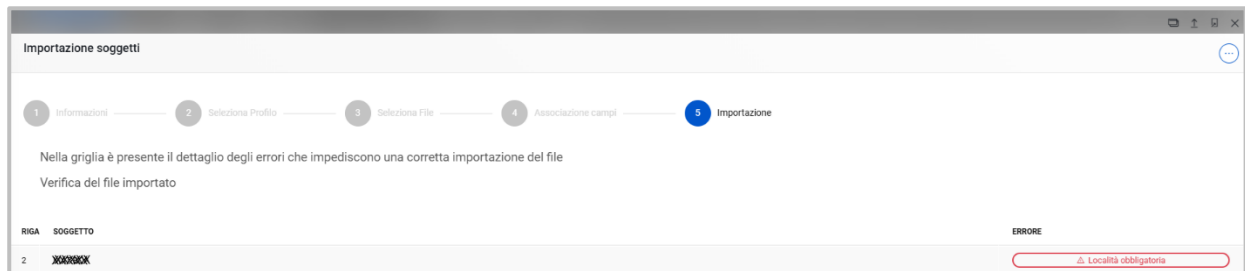 Importazione soggetti
1 Informazioni 2 Seleziona Profilo 3 Seleziona File 4 Associazione campi 5 Importazione
Nella griglia è presente il dettaglio degli errori che impediscono una corretta importazione del file
Verifica del file importato
RIGA SOGGETTO ERRORE
2 Località obbligatoria